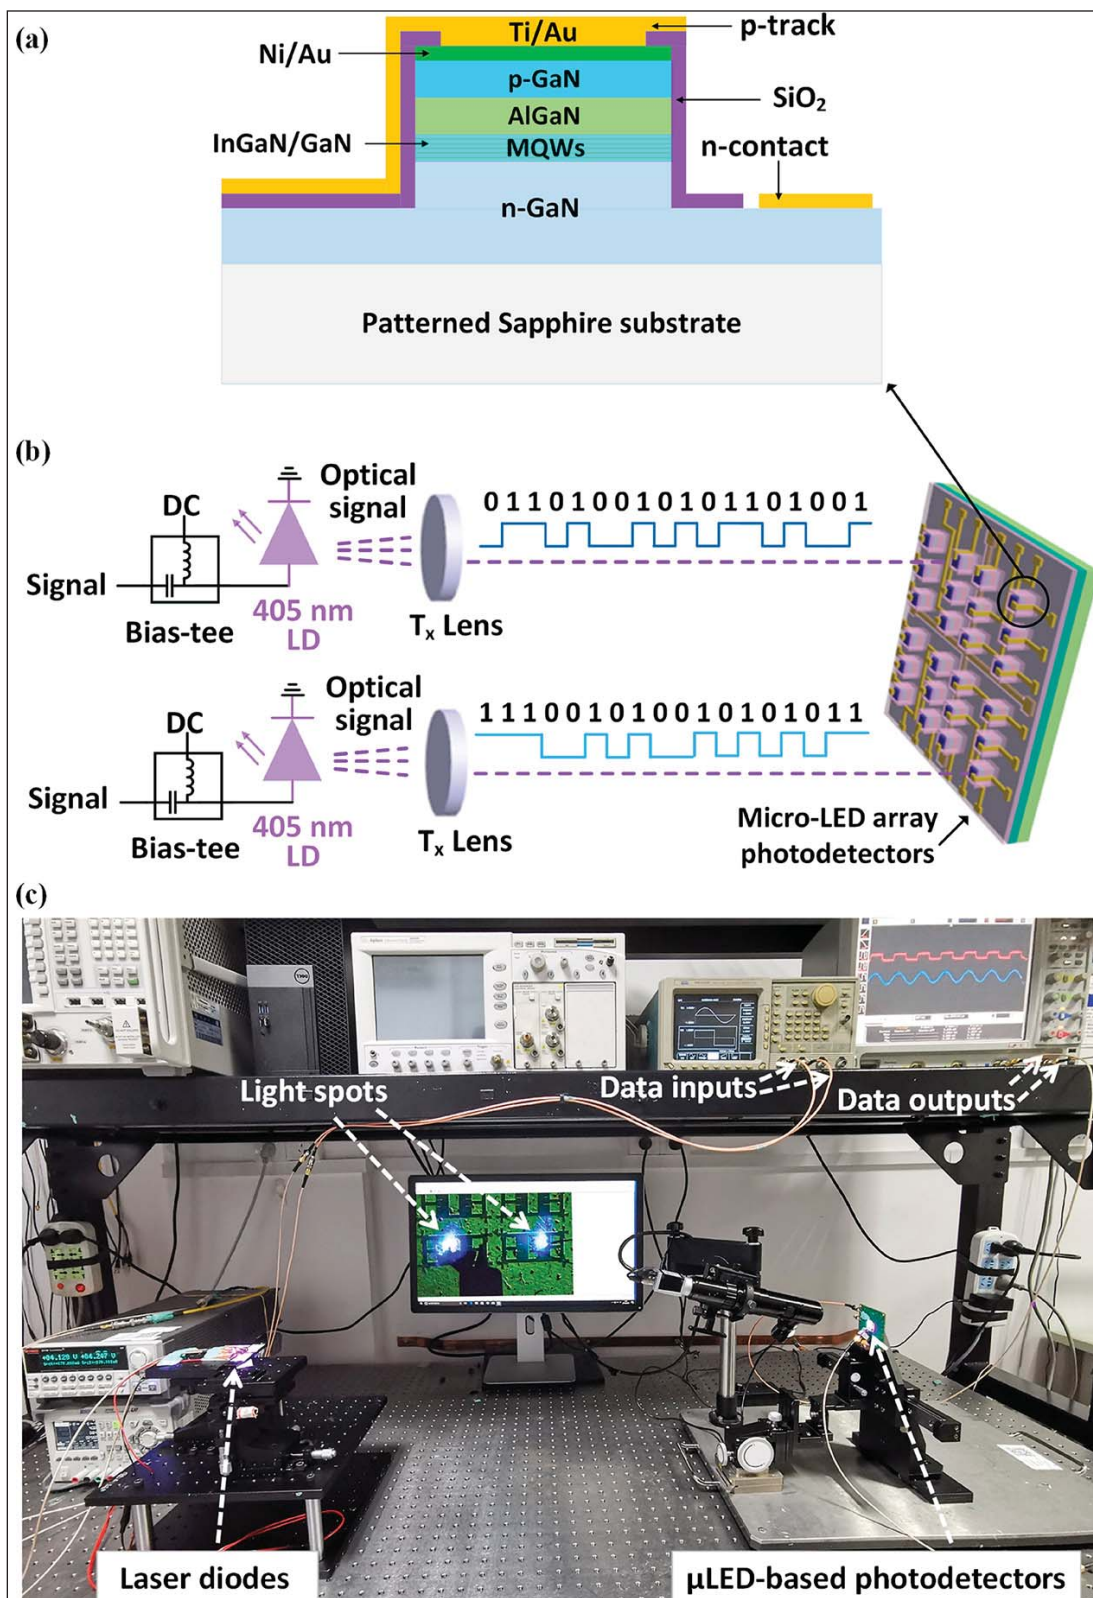 (a)
Ti/Au
p-track
Ni/Au
p-GaN
SiO₂
AlGaN
InGaN/GaN
MQWs
n-contact
n-GaN
Patterned Sapphire substrate
(b)
Optical
signal
0 1 1 0 1 0 0 1 0 1 0 1 1 0 1 0 0 1
DC
Signal
Bias-tee
405 nm
LD
Tₓ Lens
Optical
signal
1 1 1 0 0 1 0 1 0 0 1 0 1 0 1 0 1 1
DC
Signal
Bias-tee
405 nm
LD
Tₓ Lens
Micro-LED array
photodetectors
(c)
Light spots
Data inputs
Data outputs
Laser diodes
µLED-based photodetectors